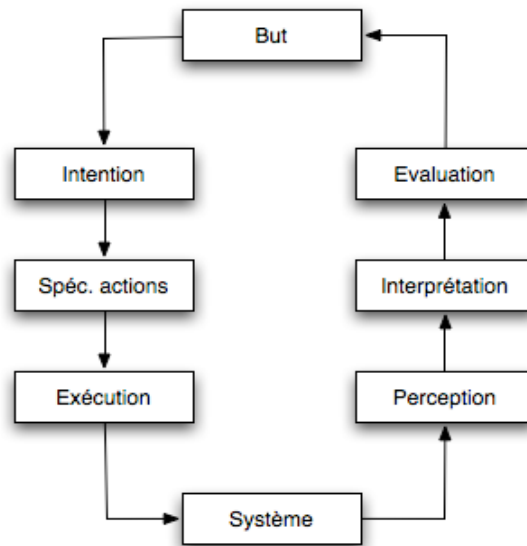 But
Intention
Evaluation
Spéc. actions
Interprétation
Exécution
Perception
Système